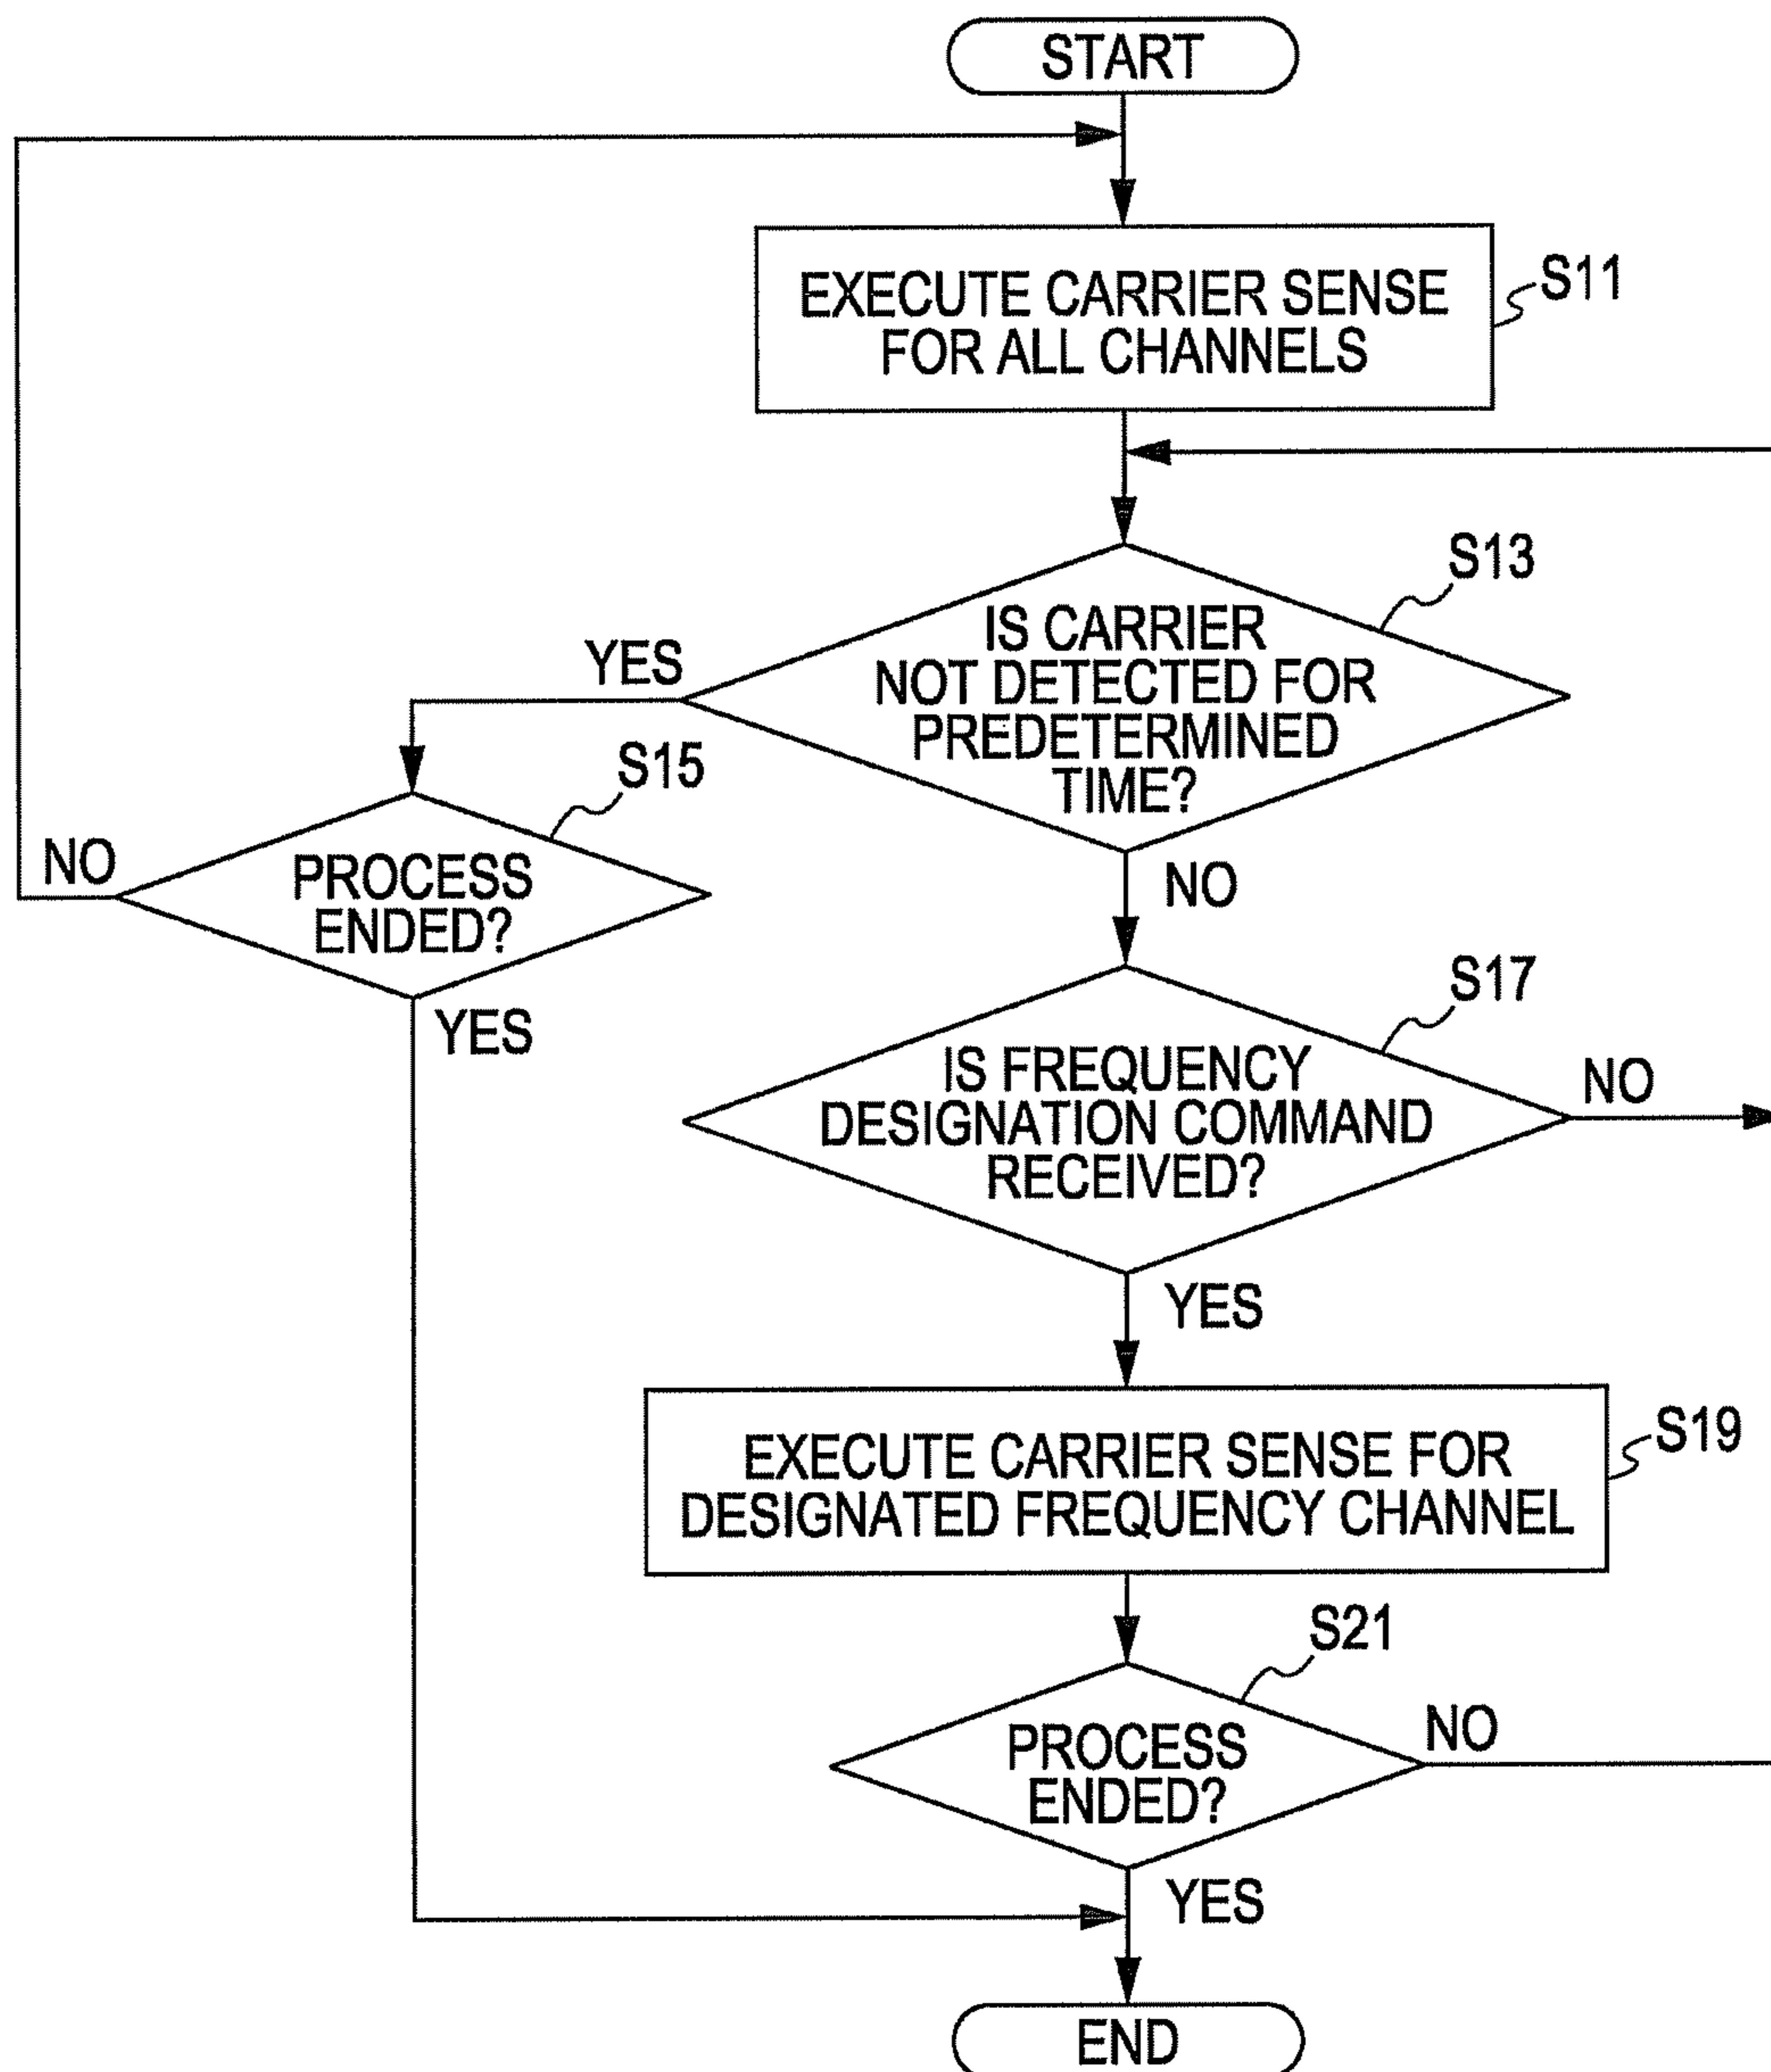 START
EXECUTE CARRIER SENSE
FOR ALL CHANNELS
S11
IS CARRIER
NOT DETECTED FOR
PREDETERMINED
TIME?
S13
YES
NO
PROCESS
ENDED?
S15
NO
YES
IS FREQUENCY
DESIGNATION COMMAND
RECEIVED?
S17
NO
YES
EXECUTE CARRIER SENSE FOR
DESIGNATED FREQUENCY CHANNEL
S19
PROCESS
ENDED?
S21
NO
YES
END